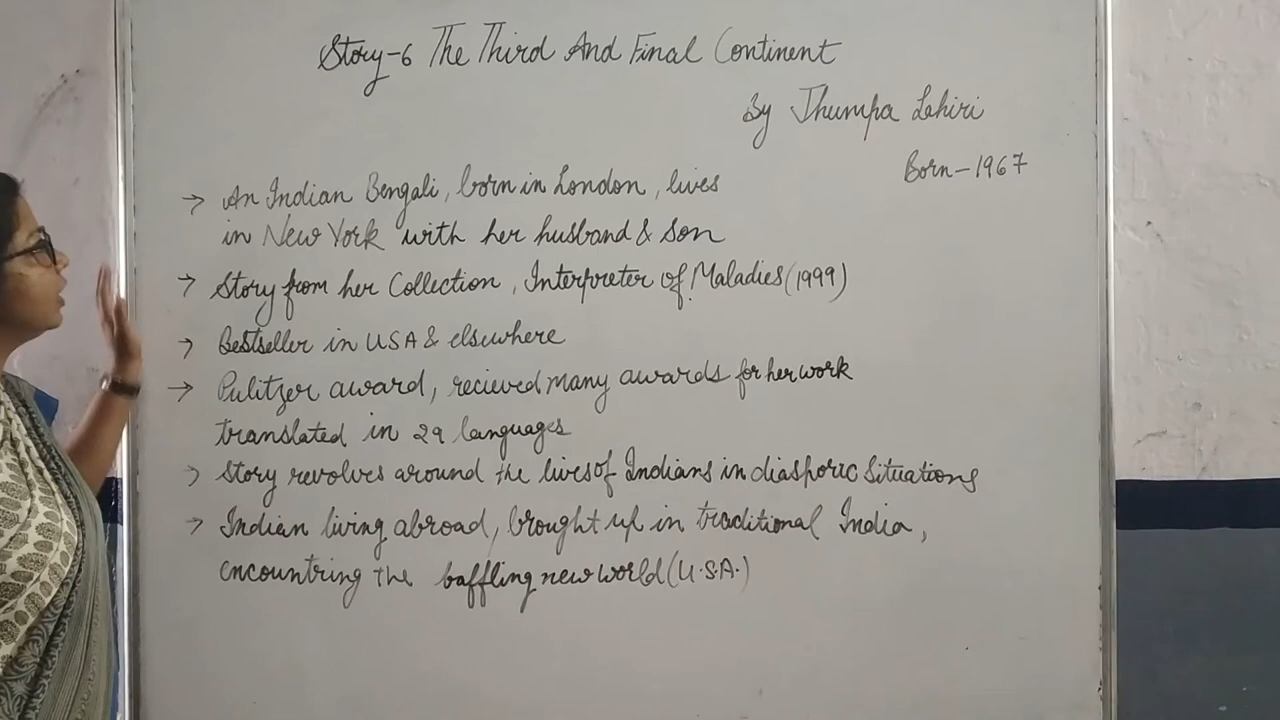 Story-6 The Third And Final Continent
By Jhumpa Lehiri
Born-1967
→ An Indian Bengali, born in London, lives
in New York with her husband & son
→ Story from her Collection, Interpreter of Maladies (1999)
→ Bestseller in USA & elsewhere
→ Pulitzer award, recieved many awards for her work
translated in 29 languages
→ Story revolves around the lives of Indians in diasporic situations
→ Indian living abroad, brought up in traditional India,
encountring the baffling new world (U.S.A.)